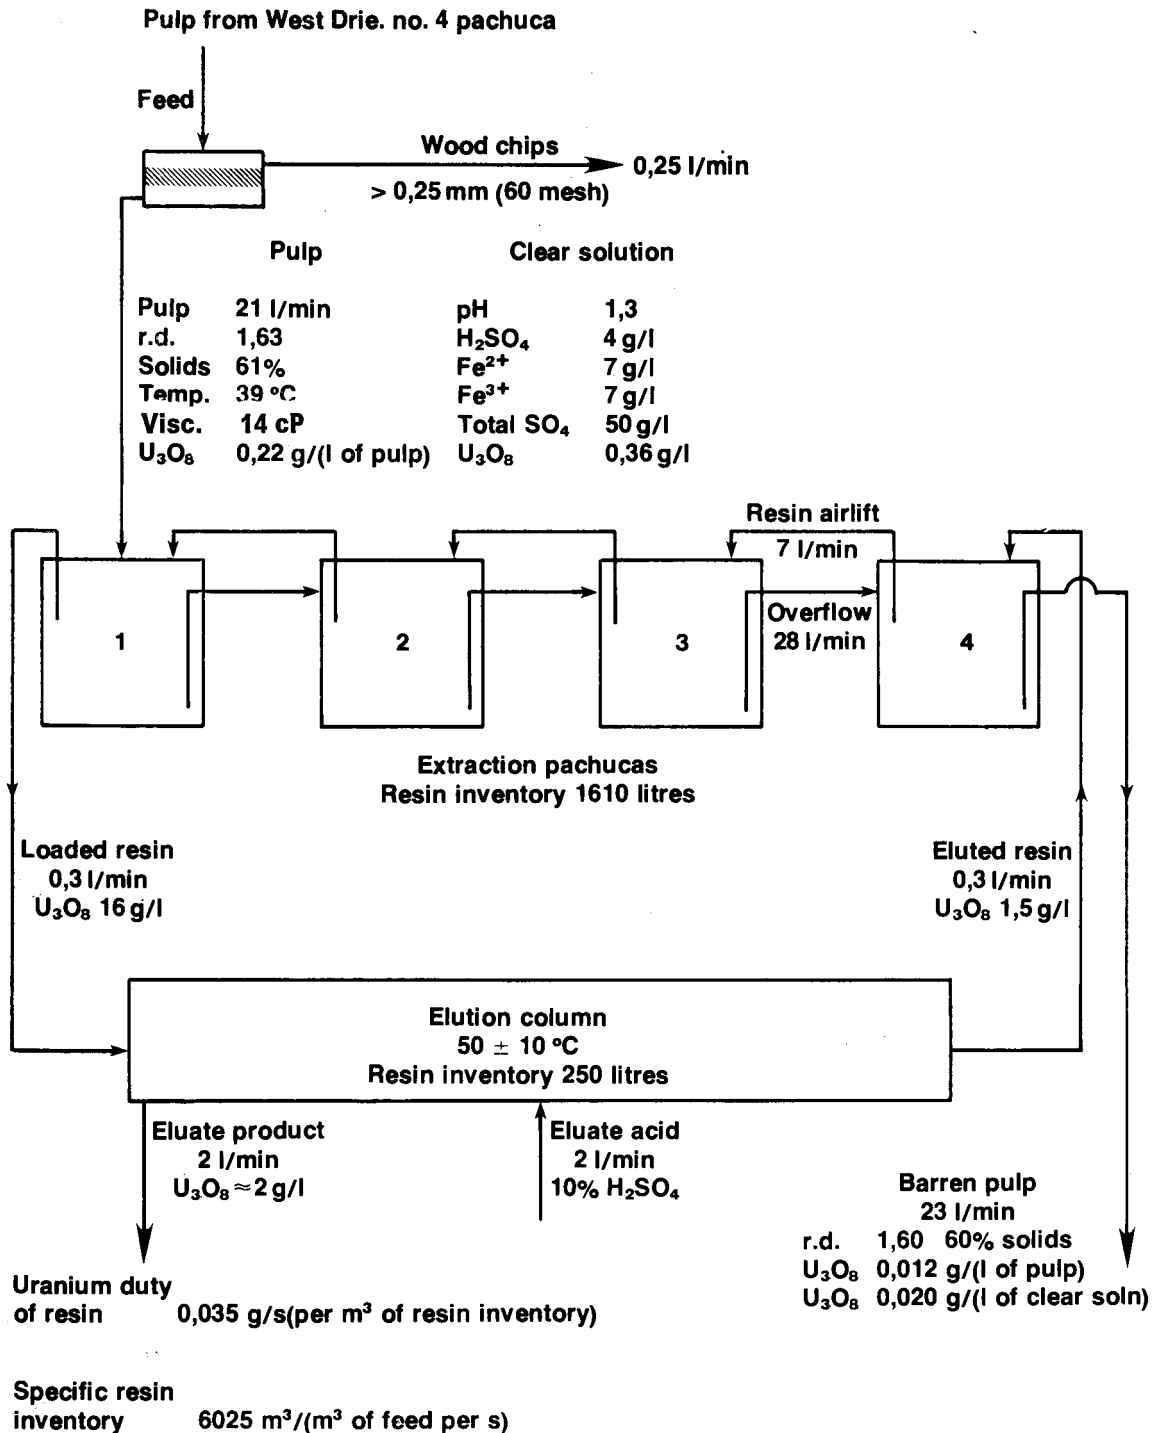 Pulp from West Drie. no. 4 pachuca
Feed
Wood chips
0,25 l/min
> 0,25 mm (60 mesh)
Pulp Clear solution
Pulp 21 l/min pH 1,3
r.d. 1,63 H₂SO₄ 4 g/l
Solids 61% Fe²⁺ 7 g/l
Temp. 39 °C Fe³⁺ 7 g/l
Visc. 14 cP Total SO₄ 50 g/l
U₃O₈ 0,22 g/(l of pulp) U₃O₈ 0,36 g/l
Resin airlift
7 l/min
Overflow
28 l/min
1 2 3 4
Extraction pachucas
Resin inventory 1610 litres
Loaded resin
0,3 l/min
U₃O₈ 16 g/l
Eluted resin
0,3 l/min
U₃O₈ 1,5 g/l
Elution column
50 ± 10 °C
Resin inventory 250 litres
Eluate product
2 l/min
U₃O₈ ≈ 2 g/l
Eluate acid
2 l/min
10% H₂SO₄
Barren pulp
23 l/min
r.d. 1,60 60% solids
U₃O₈ 0,012 g/(l of pulp)
U₃O₈ 0,020 g/(l of clear soln)
Uranium duty
of resin 0,035 g/s(per m³ of resin inventory)
Specific resin
inventory 6025 m³/(m³ of feed per s)